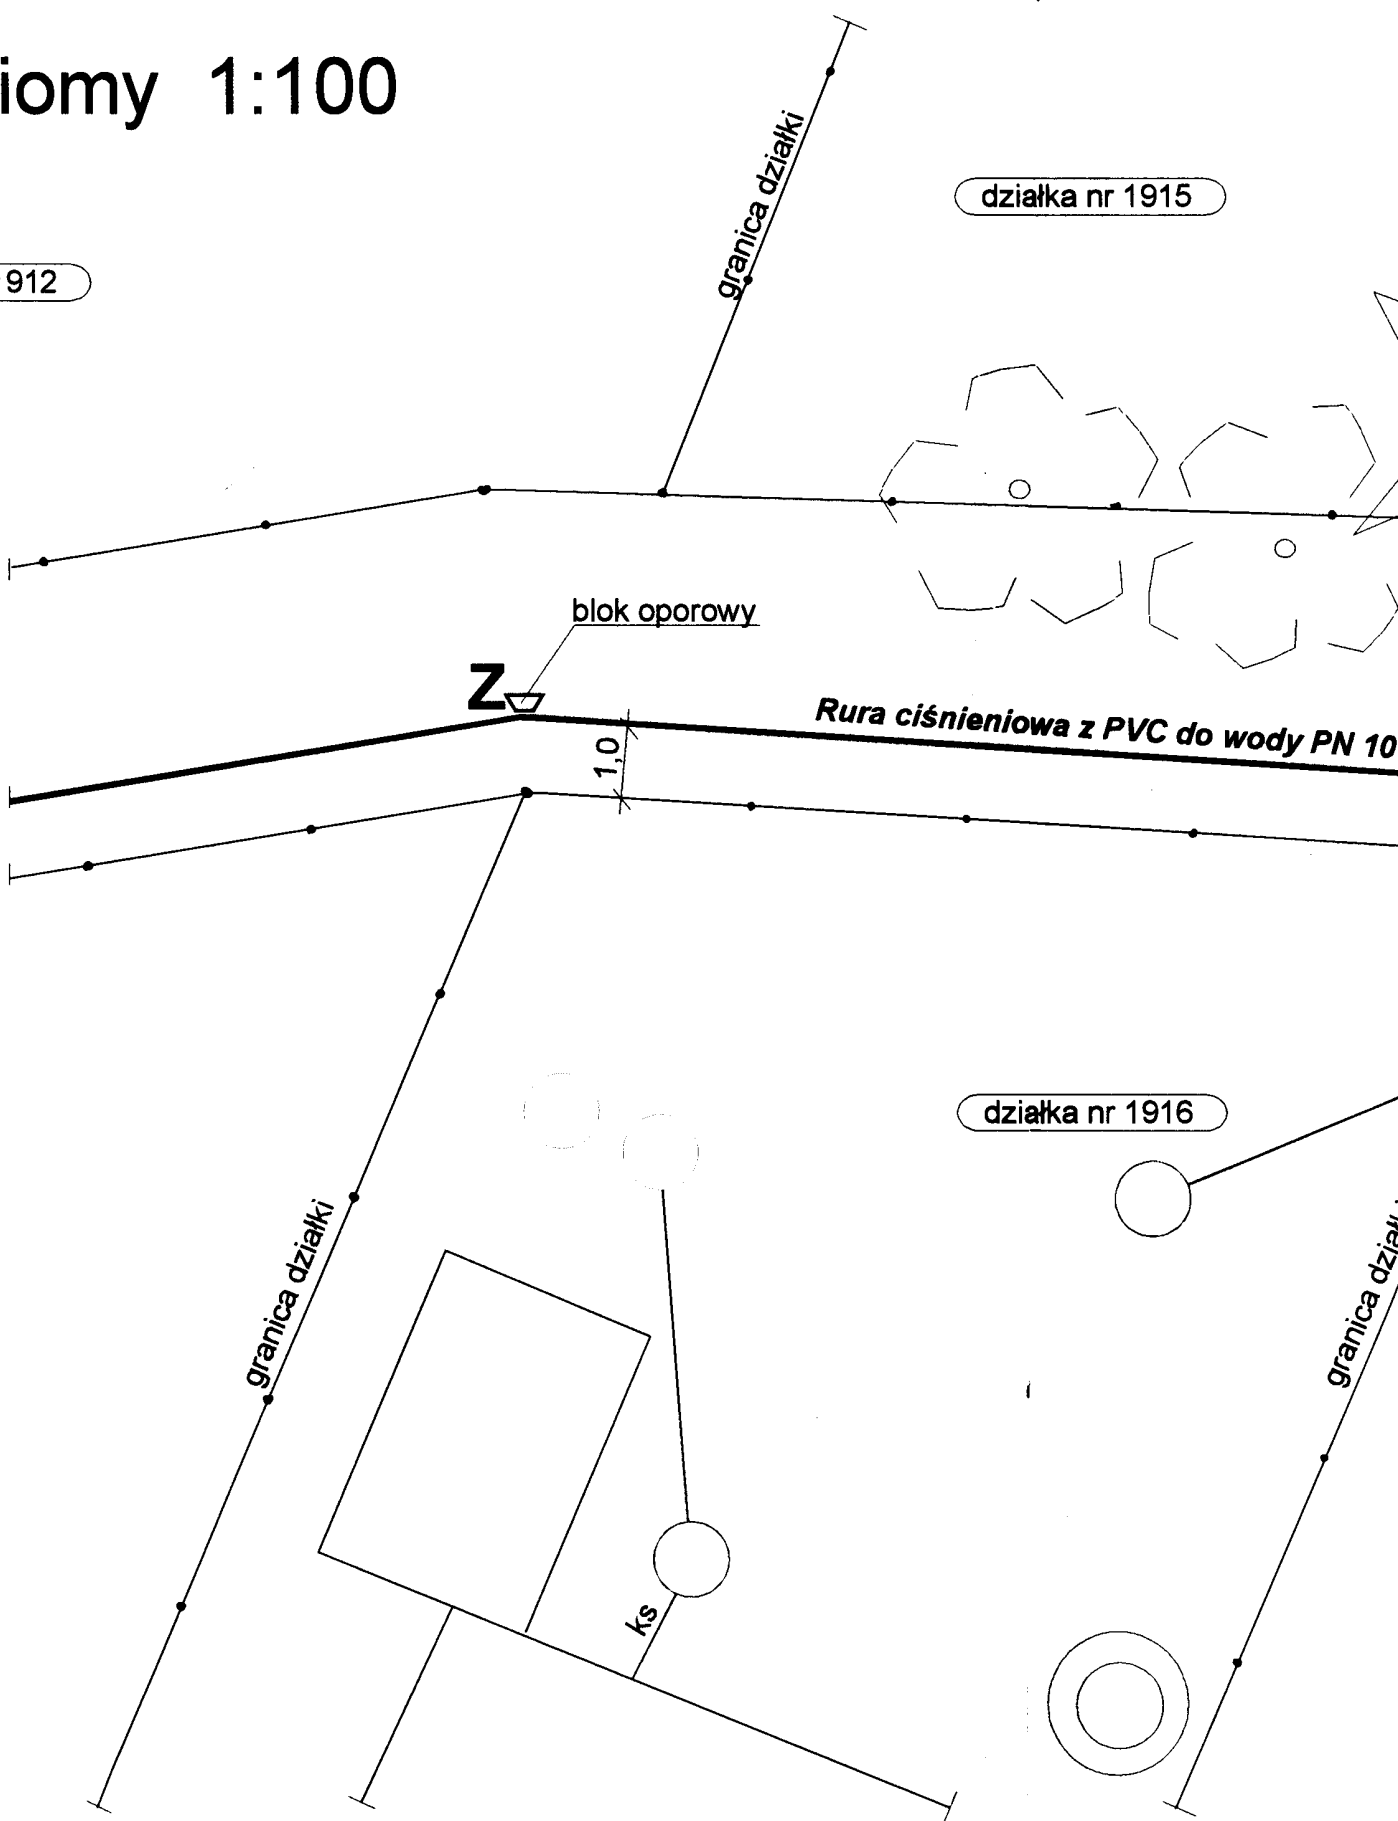 iomy 1:100
granica działki
działka nr 1915
912
blok oporowy
Z
Rura ciśnieniowa z PVC do wody PN 10
1,0
działka nr 1916
granica działki
granica dział
ks